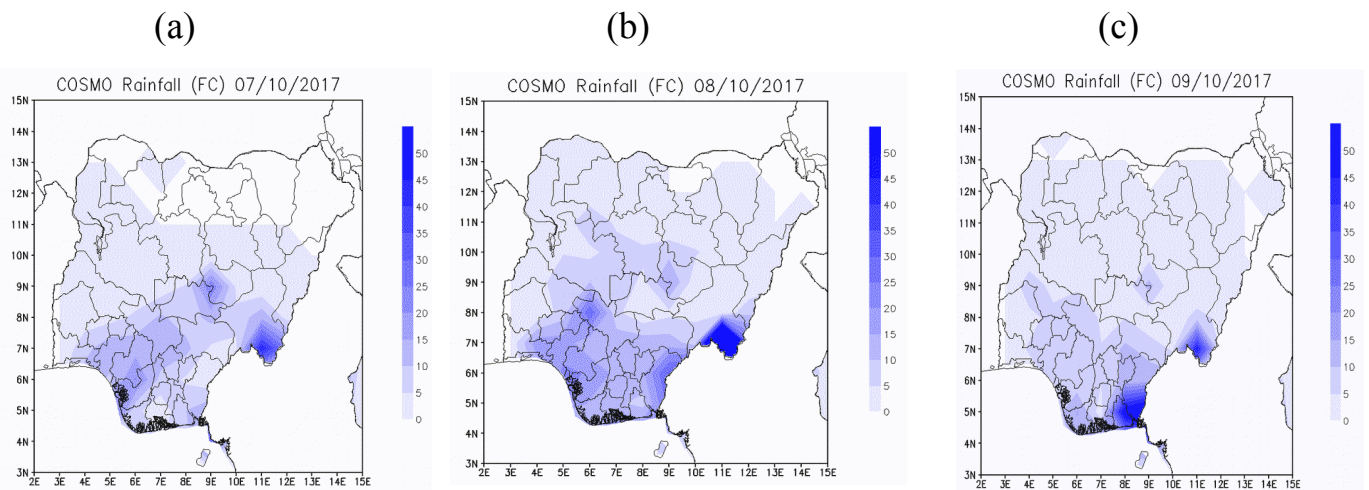 (a)
(b)
(c)
COSMO Rainfall (FC) 07/10/2017
15N
14N
13N
12N
11N
10N
9N
8N
7N
6N
5N
4N
3N
2E 3E 4E 5E 6E 7E 8E 9E 10E 11E 12E 13E 14E 15E
50
45
40
35
30
25
20
15
10
5
0
COSMO Rainfall (FC) 08/10/2017
15N
14N
13N
12N
11N
10N
9N
8N
7N
6N
5N
4N
3N
2E 3E 4E 5E 6E 7E 8E 9E 10E 11E 12E 13E 14E 15E
50
45
40
35
30
25
20
15
10
5
0
COSMO Rainfall (FC) 09/10/2017
15N
14N
13N
12N
11N
10N
9N
8N
7N
6N
5N
4N
3N
2E 3E 4E 5E 6E 7E 8E 9E 10E 11E 12E 13E 14E 15E
50
45
40
35
30
25
20
15
10
5
0